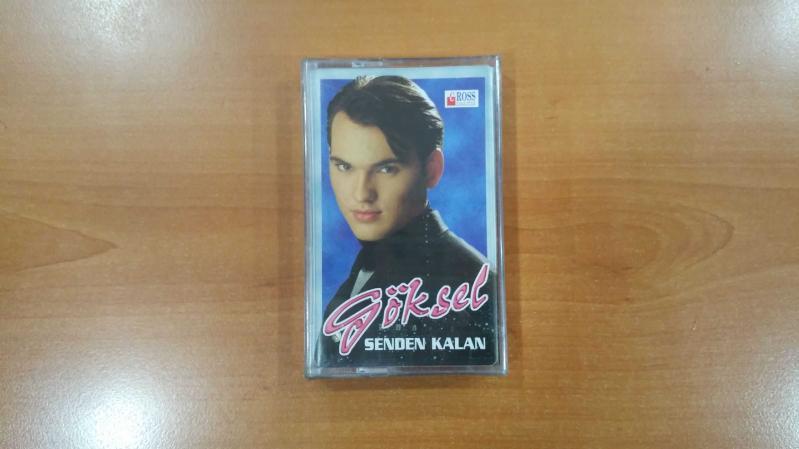 ROSS
Göksel
SENDEN KALAN